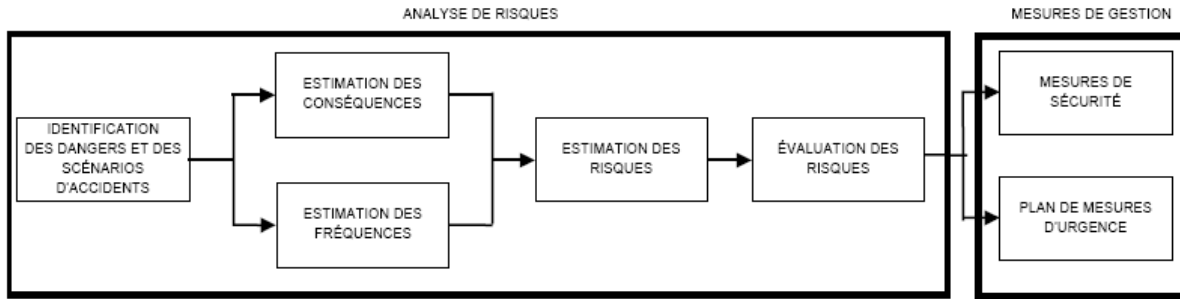 ANALYSE DE RISQUES
MESURES DE GESTION
IDENTIFICATION
DES DANGERS ET DES
SCÉNARIOS
D'ACCIDENTS
ESTIMATION DES
CONSÉQUENCES
ESTIMATION DES
FRÉQUENCES
ESTIMATION DES
RISQUES
ÉVALUATION DES
RISQUES
MESURES DE
SÉCURITÉ
PLAN DE MESURES
D'URGENCE